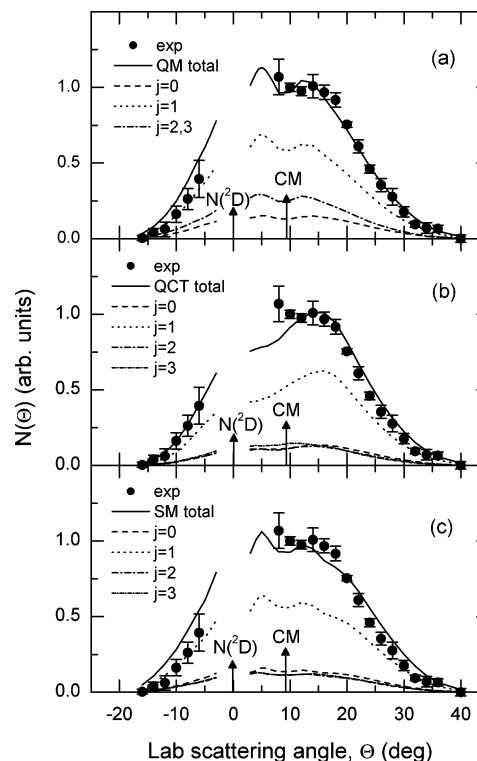 (a)
exp
QM total
j=0
j=1
j=2,3
N(²D)
CM
1.0
0.5
0.0
(b)
exp
QCT total
j=0
j=1
j=2
j=3
N(²D)
CM
1.0
0.5
0.0
N(Θ) (arb. units)
(c)
exp
SM total
j=0
j=1
j=2
j=3
N(²D)
CM
1.0
0.5
0.0
-20 -10 0 10 20 30 40
Lab scattering angle, Θ (deg)